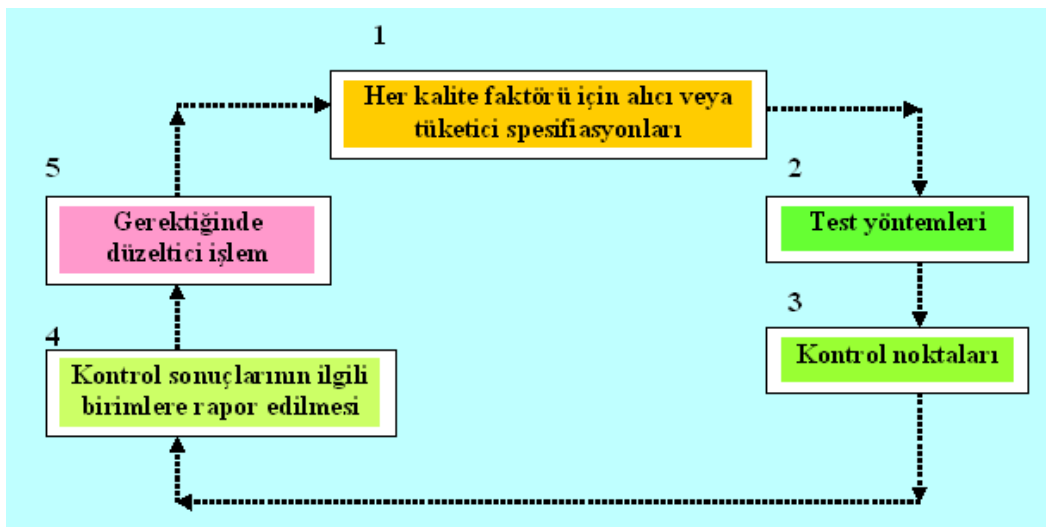 1
Her kalite faktörü için alıcı veya
tüketici spesifiasyonları
2
Test yöntemleri
3
Kontrol noktaları
4
Kontrol sonuçlarının ilgili
birimlere rapor edilmesi
5
Gerektiğinde
düzeltici işlem